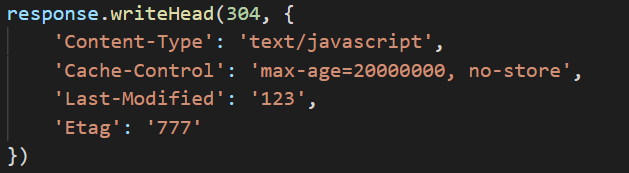 response.writeHead(304, {
    'Content-Type': 'text/javascript',
    'Cache-Control': 'max-age=20000000, no-store',
    'Last-Modified': '123',
    'Etag': '777'
})